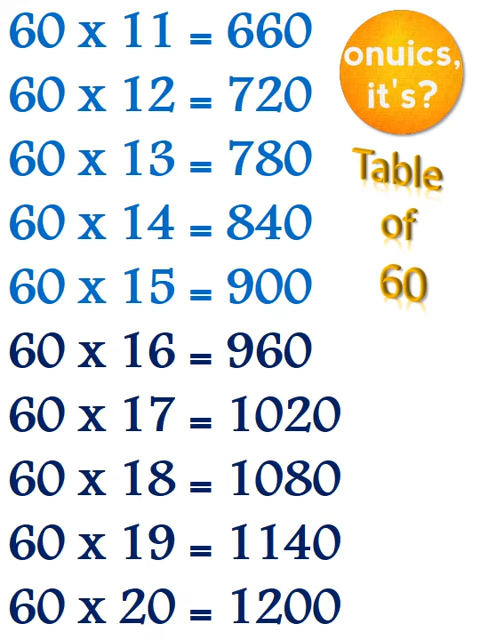 60 x 11 = 660
60 x 12 = 720
60 x 13 = 780
60 x 14 = 840
60 x 15 = 900
60 x 16 = 960
60 x 17 = 1020
60 x 18 = 1080
60 x 19 = 1140
60 x 20 = 1200
onuics,
it's?
Table
of
60